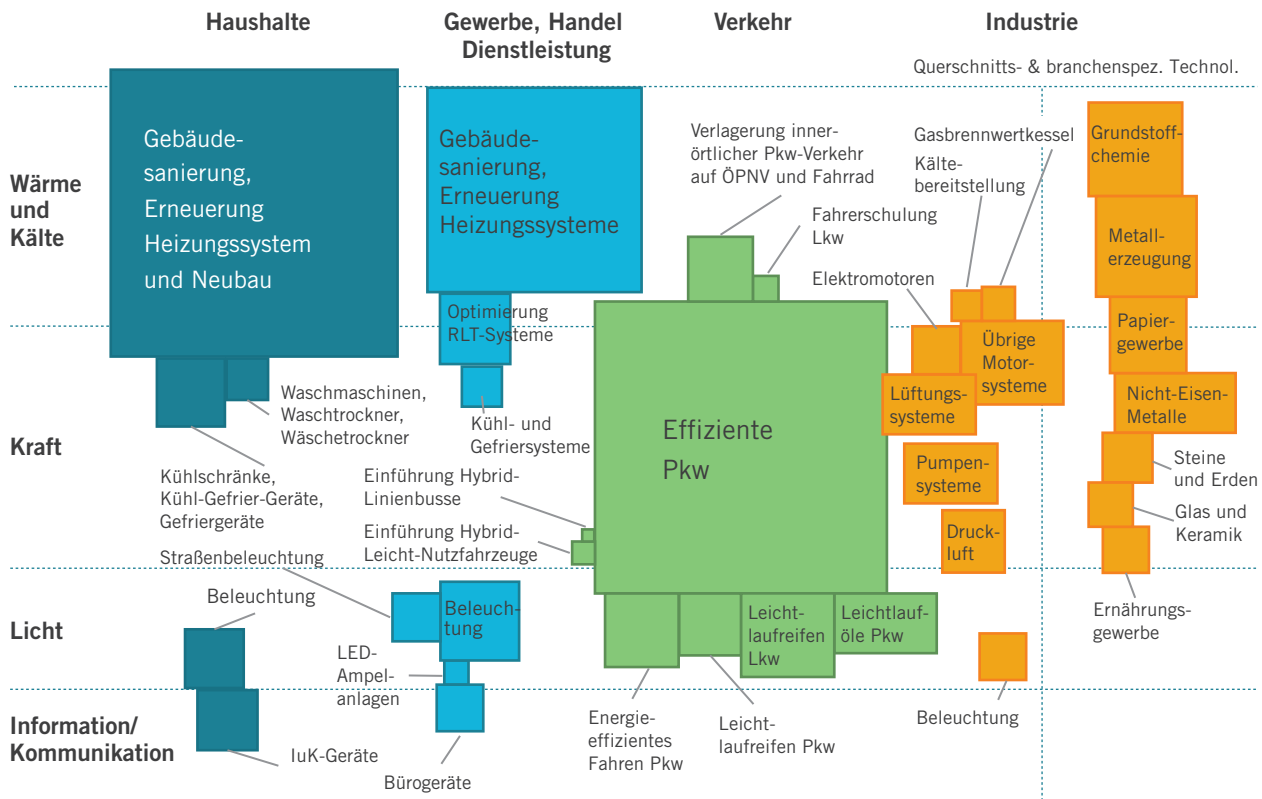 Haushalte
Gewerbe, Handel
Dienstleistung
Verkehr
Industrie
Querschnitts- & branchenspez. Technol.
Wärme
und
Kälte
Gebäude-
sanierung,
Erneuerung
Heizungssystem
und Neubau
Gebäude-
sanierung,
Erneuerung
Heizungssysteme
Verlagerung inner-
örtlicher Pkw-Verkehr
auf ÖPNV und Fahrrad
Fahrerschulung
Lkw
Elektromotoren
Gasbrennwertkessel
Kälte-
bereitstellung
Grundstoff-
chemie
Metall-
erzeugung
Optimierung
RLT-Systeme
Übrige
Motor-
systeme
Papier-
gewerbe
Kraft
Waschmaschinen,
Waschtrockner,
Wäschetrockner
Kühl- und
Gefriersysteme
Effiziente
Pkw
Lüftungs-
systeme
Nicht-Eisen-
Metalle
Kühlschränke,
Kühl-Gefrier-Geräte,
Gefriergeräte
Einführung Hybrid-
Linienbusse
Pumpen-
systeme
Steine
und Erden
Einführung Hybrid-
Leicht-Nutzfahrzeuge
Druck-
luft
Glas und
Keramik
Straßenbeleuchtung
Licht
Beleuchtung
Beleuch-
tung
LED-
Ampel-
anlagen
Leicht-
laufreifen
Lkw
Leichtlauf-
öle Pkw
Ernährungs-
gewerbe
Information/
Kommunikation
IuK-Geräte
Bürogeräte
Energie-
effizientes
Fahren Pkw
Leicht-
laufreifen Pkw
Beleuchtung